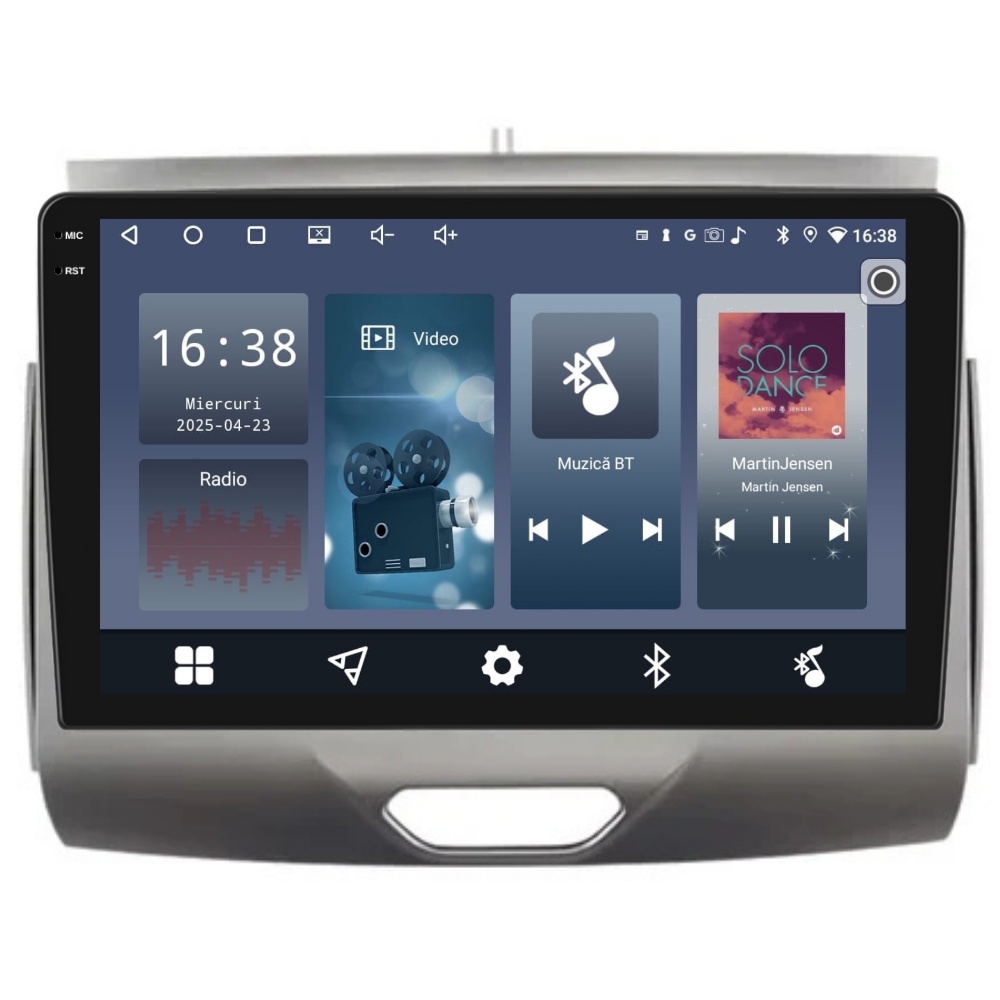 MIC
RST
16:38
16:38
Miercuri
2025-04-23
Radio
Video
Muzică BT
SOLO
DANCE
MARTIN JENSEN
MartinJensen
Martin Jensen